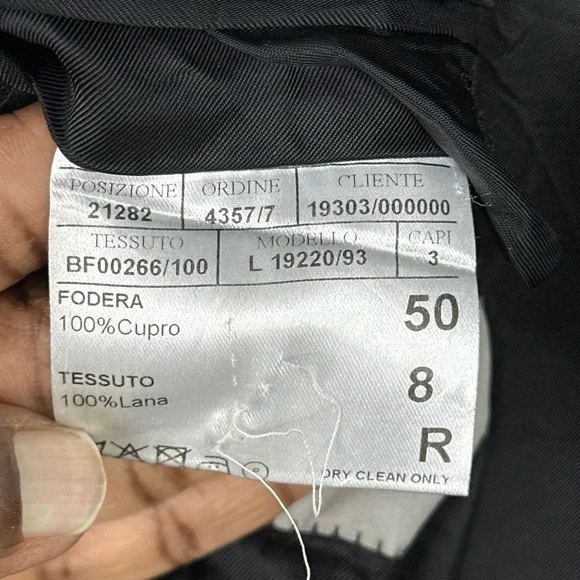 POSIZIONE ORDINE CLIENTE
21282 4357/7 19303/000000
TESSUTO MODELLO CAPI
BF00266/100 L 19220/93 3
FODERA 50
100%Cupro
TESSUTO 8
100%Lana
R
DRY CLEAN ONLY